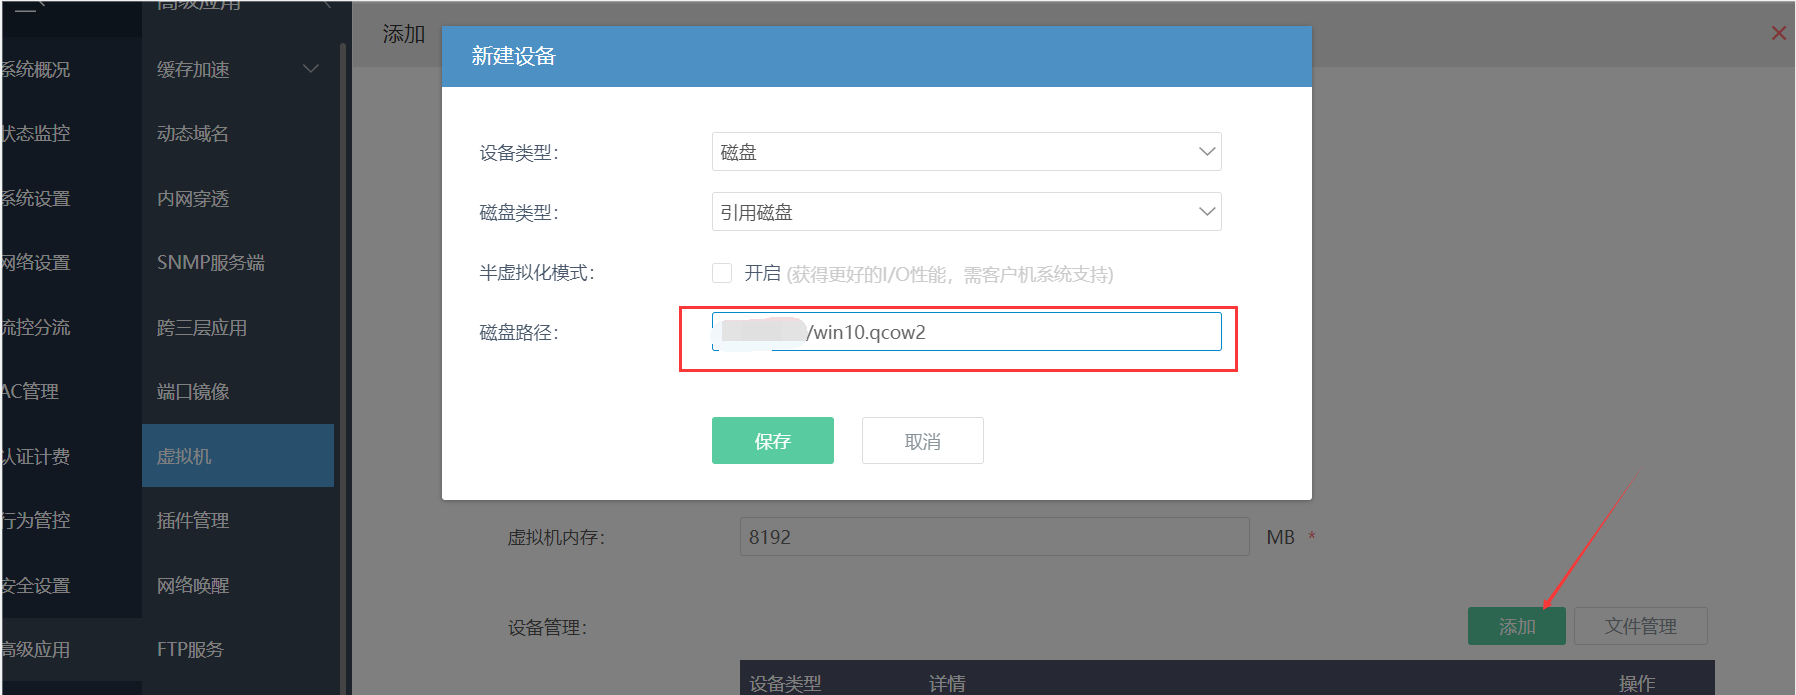 高级应用
添加
新建设备
系统概况
缓存加速
状态监控
动态域名
设备类型：
磁盘
系统设置
内网穿透
磁盘类型：
引用磁盘
网络设置
SNMP服务端
半虚拟化模式：
开启 (获得更好的I/O性能，需客户机系统支持)
流控分流
跨三层应用
磁盘路径：
/win10.qcow2
AC管理
端口镜像
认证计费
虚拟机
保存
取消
行为管控
插件管理
虚拟机内存：
8192
MB *
安全设置
网络唤醒
高级应用
FTP服务
设备管理：
添加
文件管理
设备类型
详情
操作